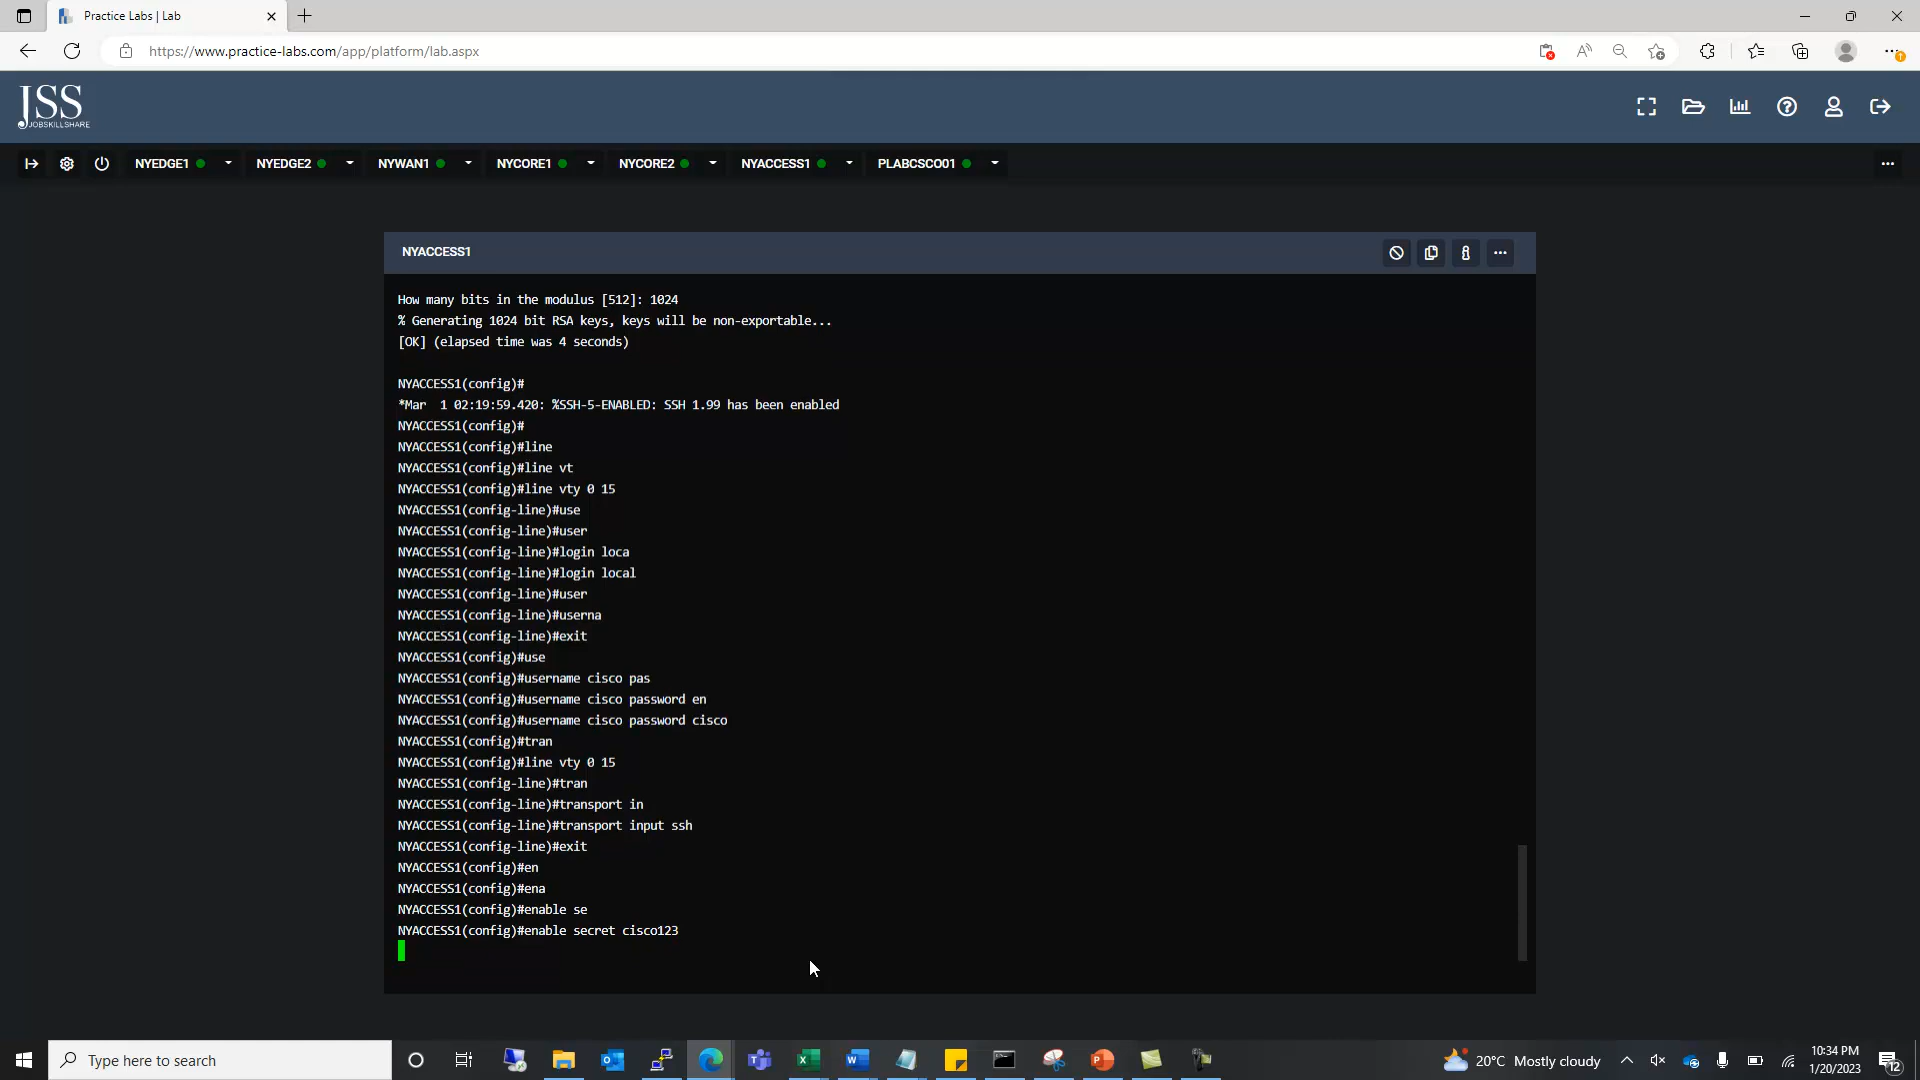 Practice Labs | Lab
https://www.practice-labs.com/app/platform/lab.aspx
JSS
JOBSKILLSHARE
NYEDGE1
NYEDGE2
NYWAN1
NYCORE1
NYCORE2
NYACCESS1
PLABCSCO01
NYACCESS1
How many bits in the modulus [512]: 1024
% Generating 1024 bit RSA keys, keys will be non-exportable...
[OK] (elapsed time was 4 seconds)
NYACCESS1(config)#
*Mar  1 02:19:59.420: %SSH-5-ENABLED: SSH 1.99 has been enabled
NYACCESS1(config)#
NYACCESS1(config)#line
NYACCESS1(config)#line vt
NYACCESS1(config)#line vty 0 15
NYACCESS1(config-line)#use
NYACCESS1(config-line)#user
NYACCESS1(config-line)#login loca
NYACCESS1(config-line)#login local
NYACCESS1(config-line)#user
NYACCESS1(config-line)#userna
NYACCESS1(config-line)#exit
NYACCESS1(config)#use
NYACCESS1(config)#username cisco pas
NYACCESS1(config)#username cisco password en
NYACCESS1(config)#username cisco password cisco
NYACCESS1(config)#tran
NYACCESS1(config)#line vty 0 15
NYACCESS1(config-line)#tran
NYACCESS1(config-line)#transport in
NYACCESS1(config-line)#transport input ssh
NYACCESS1(config-line)#exit
NYACCESS1(config)#en
NYACCESS1(config)#ena
NYACCESS1(config)#enable se
NYACCESS1(config)#enable secret cisco123
Type here to search
20°C Mostly cloudy
10:34 PM
1/20/2023
12